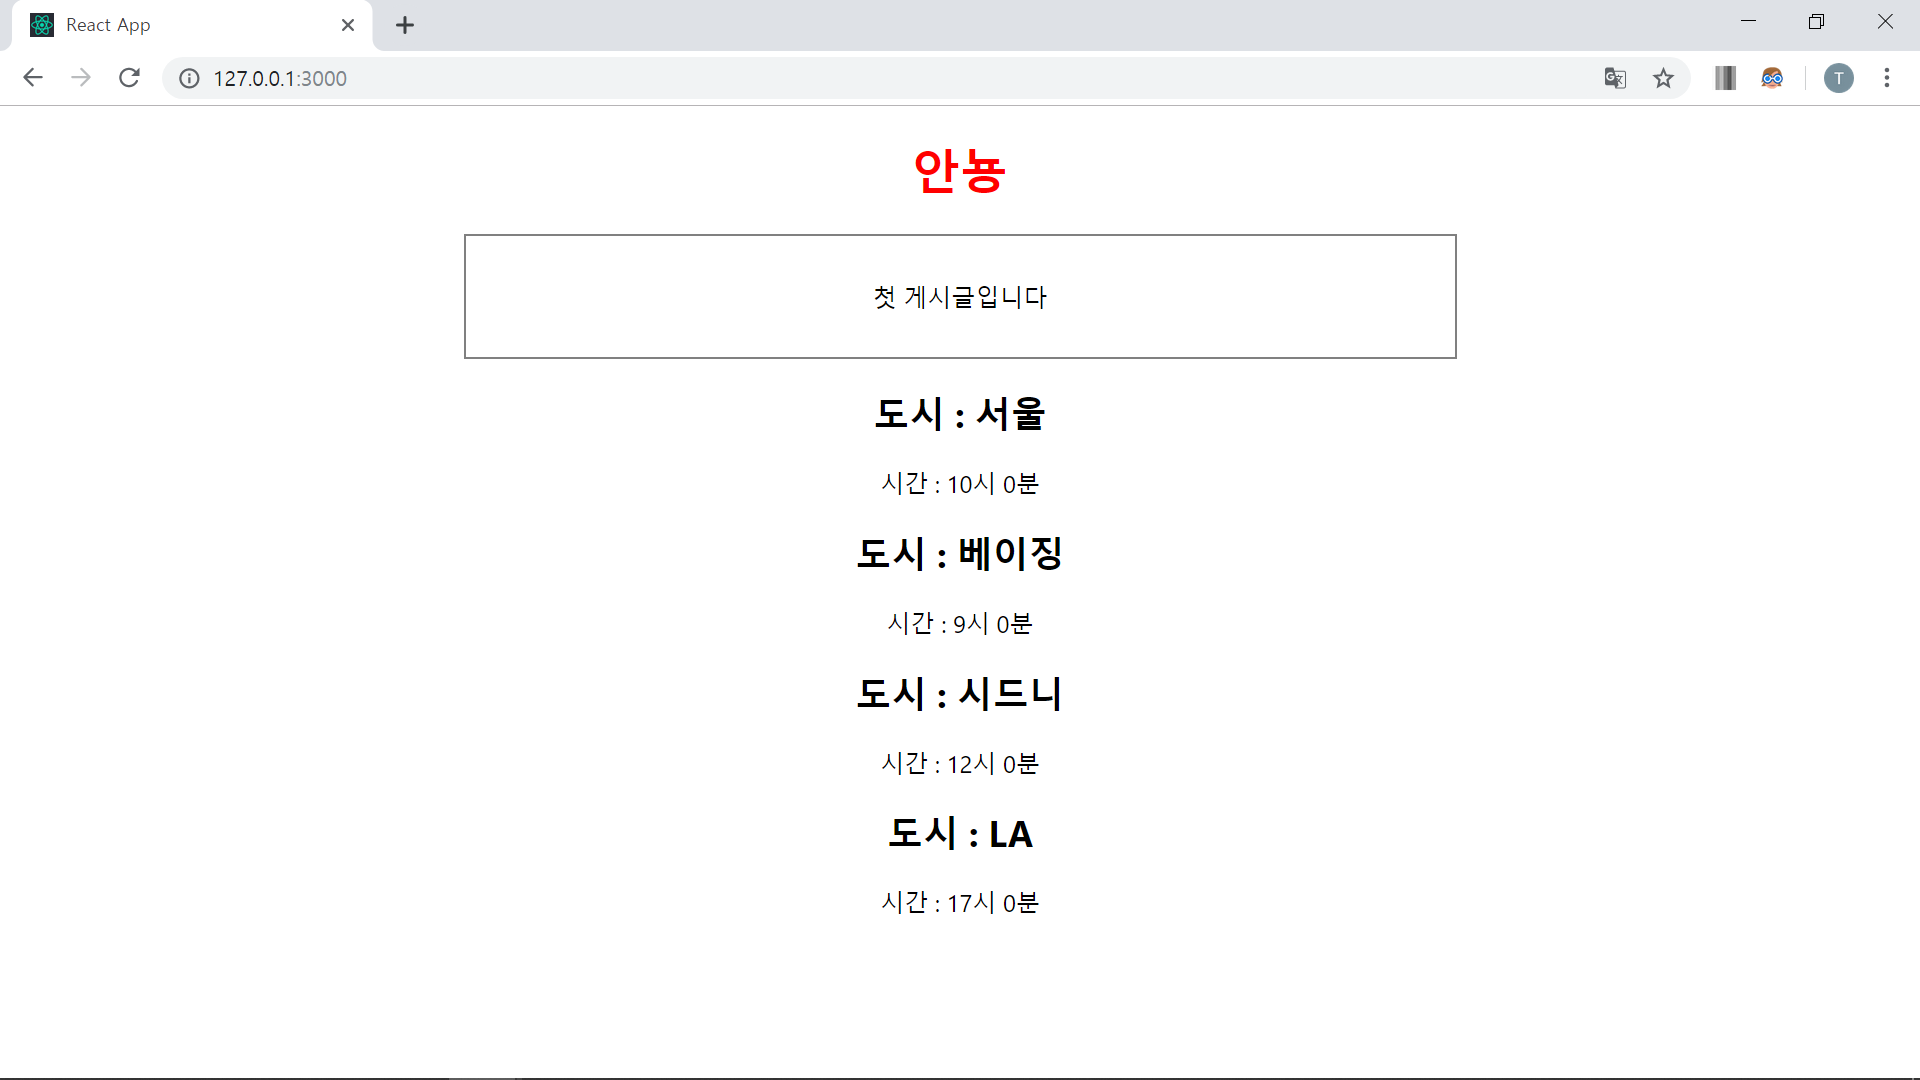 React App
127.0.0.1:3000
T
안뇽
첫 게시글입니다
도시 : 서울
시간 : 10시 0분
도시 : 베이징
시간 : 9시 0분
도시 : 시드니
시간 : 12시 0분
도시 : LA
시간 : 17시 0분